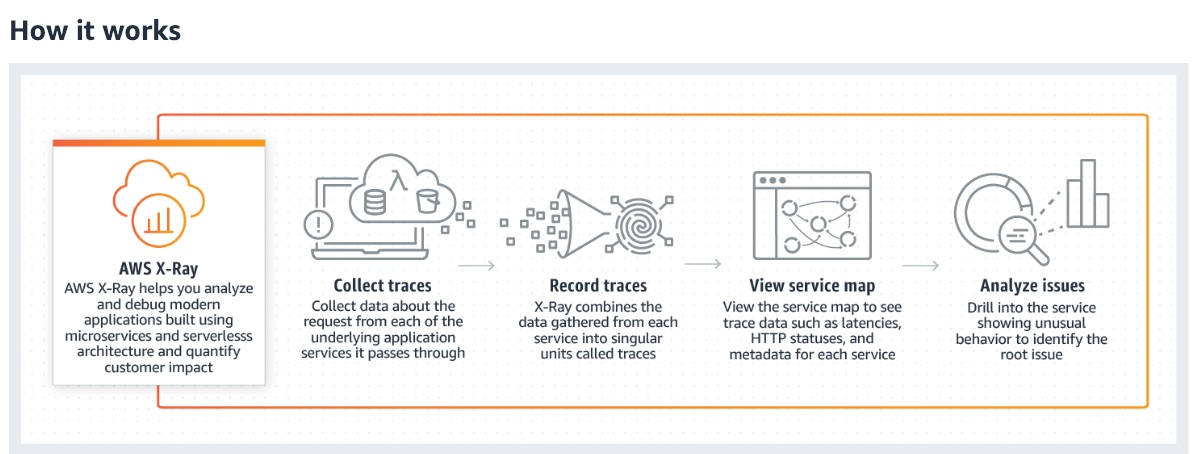 How it works
AWS X-Ray
AWS X-Ray helps you analyze
and debug modern
applications built using
microservices and serverlesss
architecture and quantify
customer impact
Collect traces
Collect data about the
request from each of the
underlying application
services it passes through
Record traces
X-Ray combines the
data gathered from each
service into singular
units called traces
View service map
View the service map to see
trace data such as latencies,
HTTP statuses, and
metadata for each service
Analyze issues
Drill into the service
showing unusual
behavior to identify the
root issue